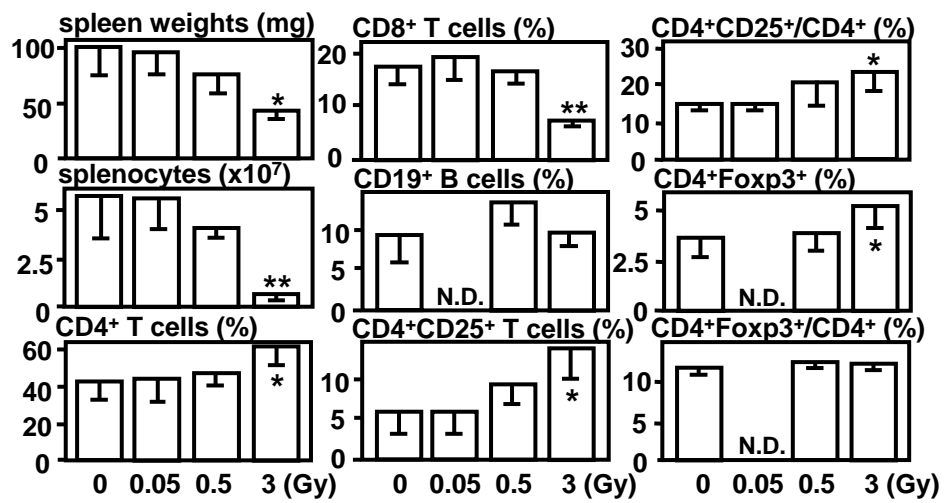 spleen weights (mg)
100
50
0
*
CD8⁺ T cells (%)
20
10
0
**
CD4⁺CD25⁺/CD4⁺ (%)
30
20
10
0
*
splenocytes (x10⁷)
5
2.5
0
**
CD19⁺ B cells (%)
10
5
0
N.D.
CD4⁺Foxp3⁺ (%)
5
2.5
0
N.D.
*
CD4⁺ T cells (%)
60
40
20
0
*
0 0.05 0.5 3 (Gy)
CD4⁺CD25⁺ T cells (%)
10
5
0
*
0 0.05 0.5 3 (Gy)
CD4⁺Foxp3⁺/CD4⁺ (%)
10
5
0
N.D.
0 0.05 0.5 3 (Gy)